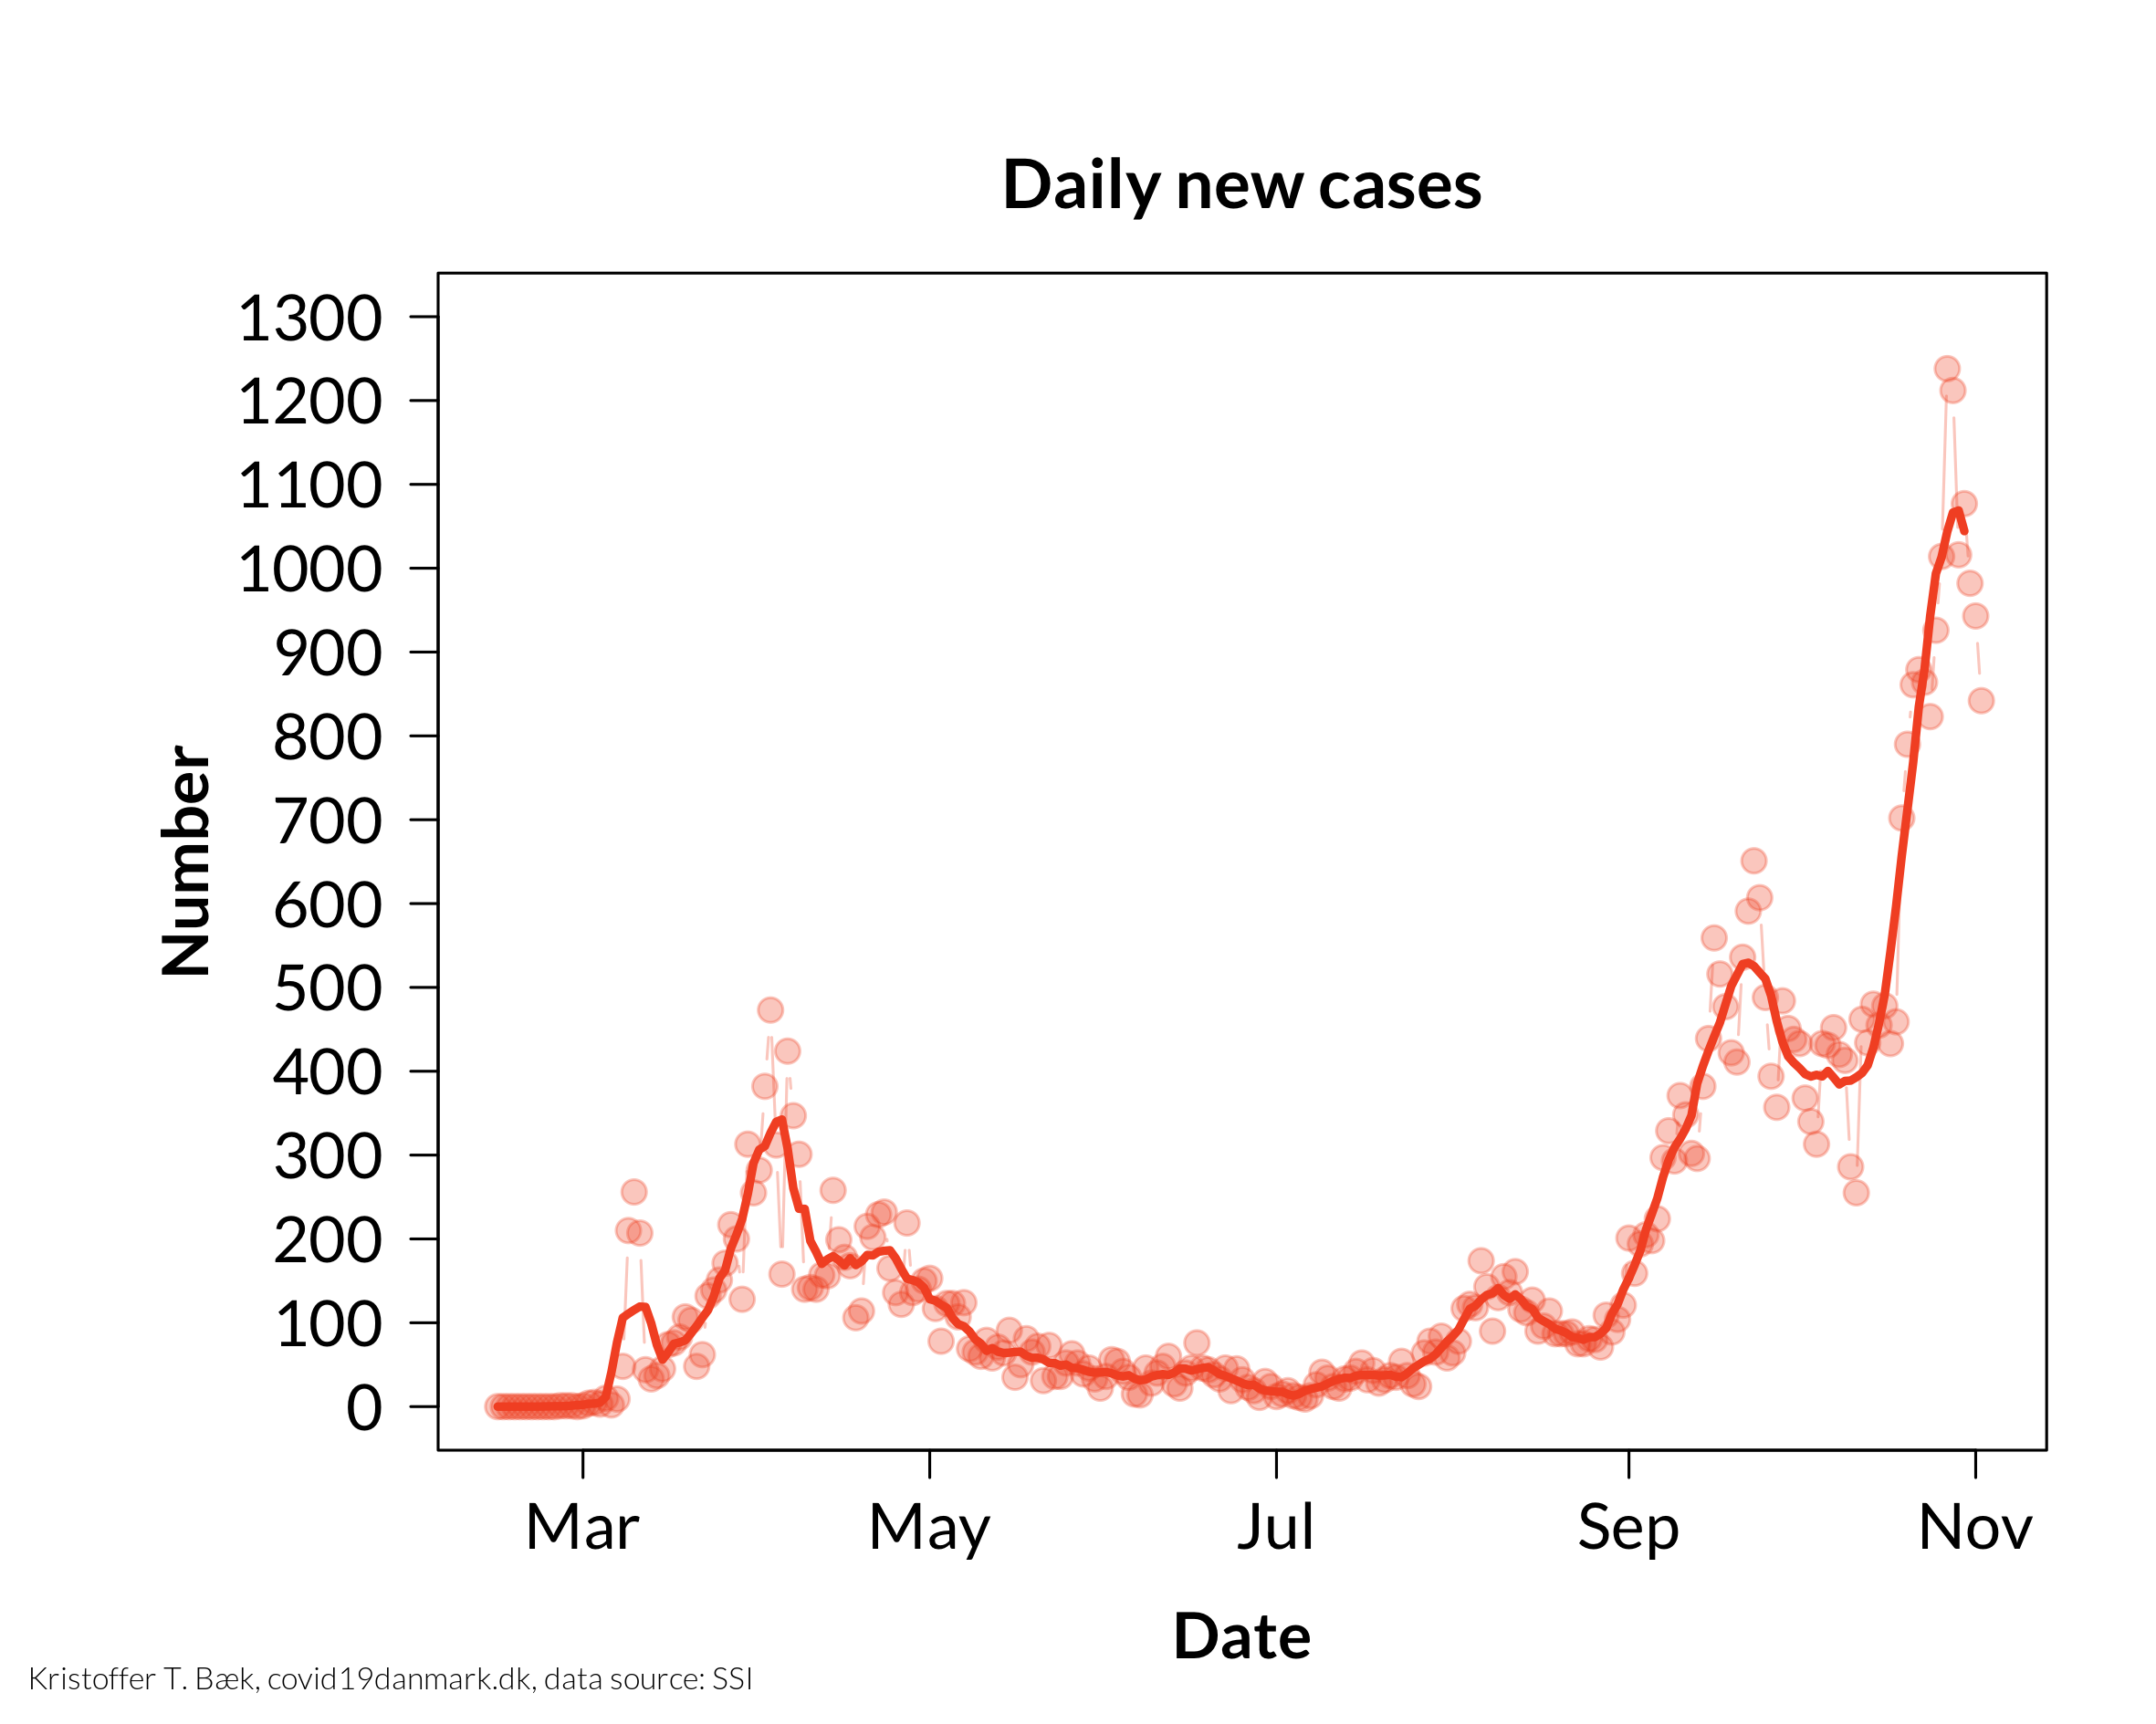 Daily new cases
1300
1200
1100
1000
900
800
700
600
500
400
300
200
100
0
Number
Mar May Jul Sep Nov
Date
Kristoffer T. Bæk, covid19danmark.dk, data source: SSI